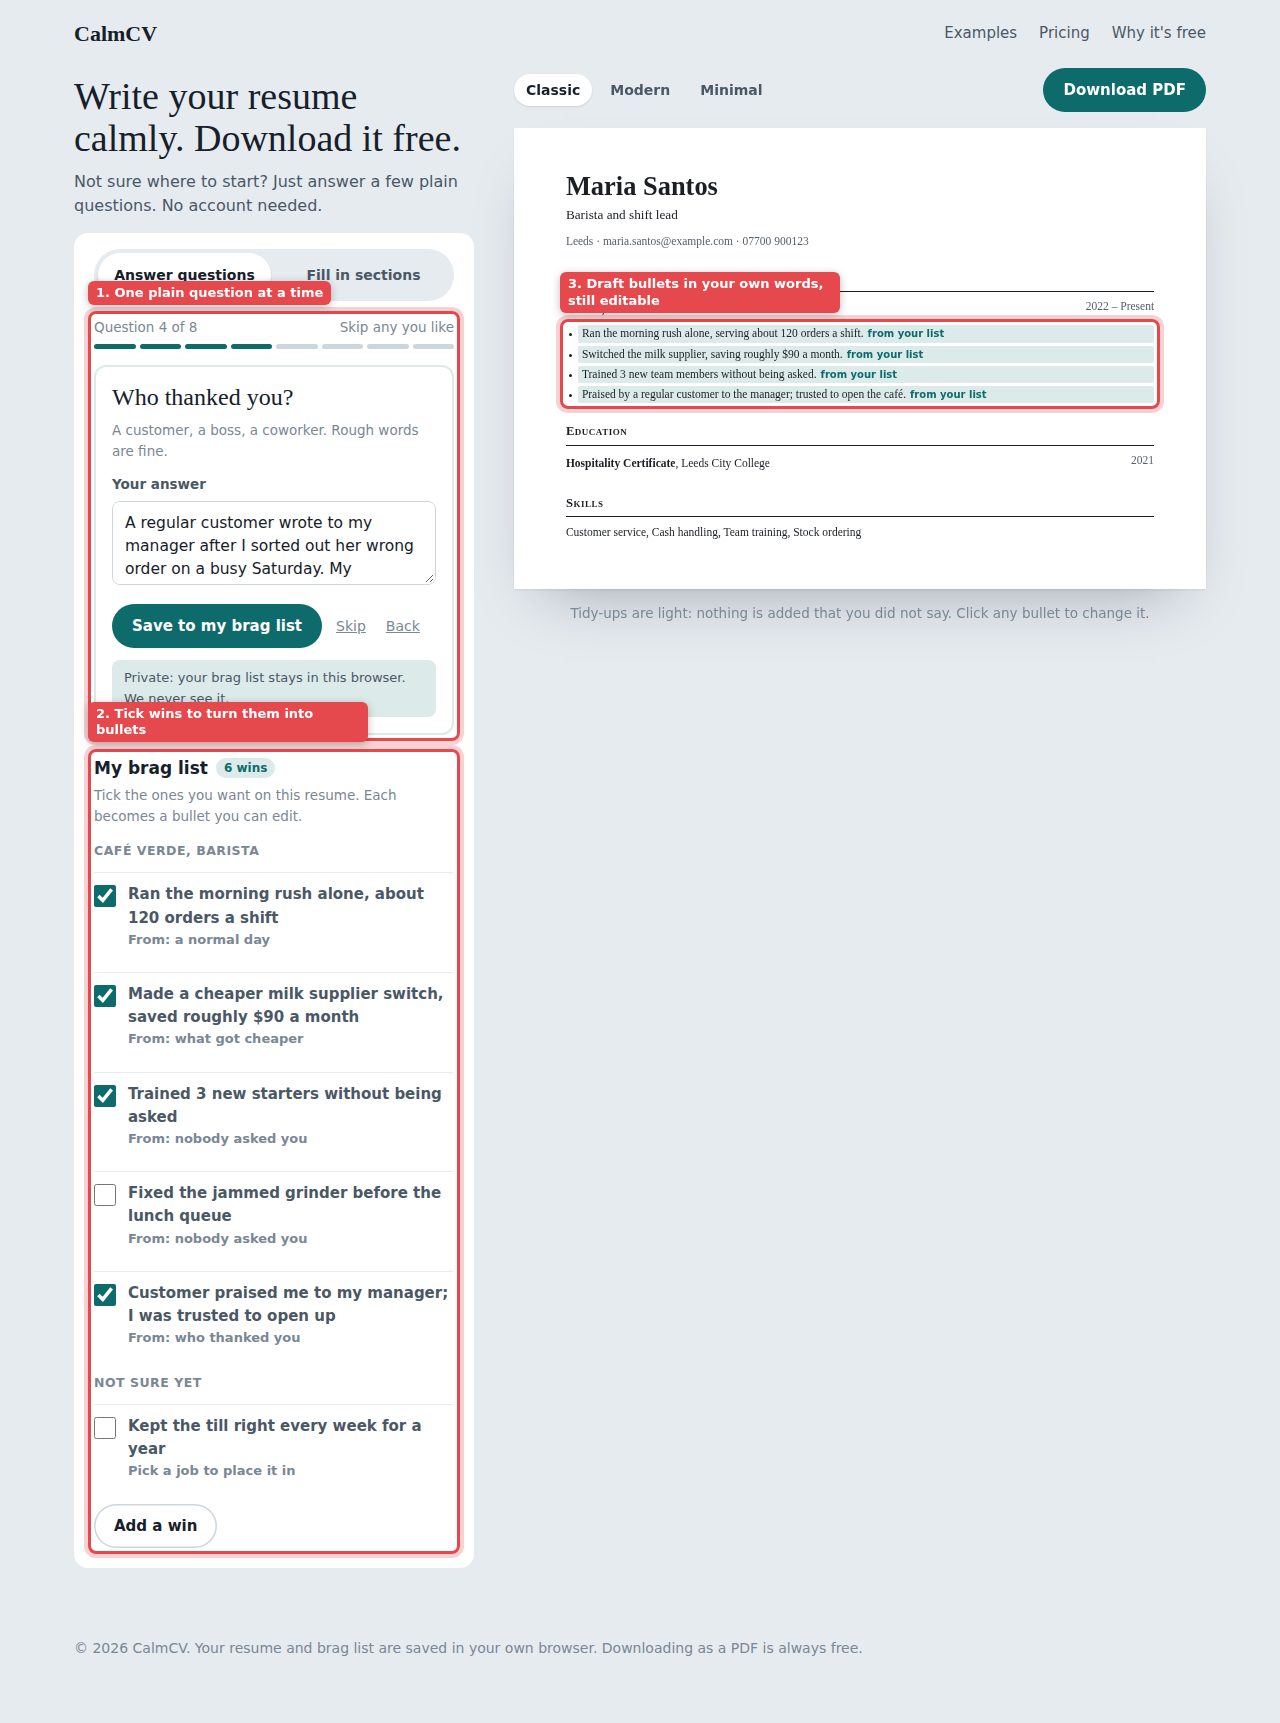 CalmCV
Examples Pricing Why it's free
Write your resume
calmly. Download it free.
Not sure where to start? Just answer a few plain
questions. No account needed.
Answer questions Fill in sections
1. One plain question at a time
Question 4 of 8 Skip any you like
Who thanked you?
A customer, a boss, a coworker. Rough words
are fine.
Your answer
A regular customer wrote to my
manager after I sorted out her wrong
order on a busy Saturday. My
Save to my brag list Skip Back
Private: your brag list stays in this browser.
We never see it.
2. Tick wins to turn them into
bullets
My brag list 6 wins
Tick the ones you want on this resume. Each
becomes a bullet you can edit.
CAFÉ VERDE, BARISTA
Ran the morning rush alone, about
120 orders a shift
From: a normal day
Made a cheaper milk supplier switch,
saved roughly $90 a month
From: what got cheaper
Trained 3 new starters without being
asked
From: nobody asked you
Fixed the jammed grinder before the
lunch queue
From: nobody asked you
Customer praised me to my manager;
I was trusted to open up
From: who thanked you
NOT SURE YET
Kept the till right every week for a
year
Pick a job to place it in
Add a win
Classic Modern Minimal
Download PDF
Maria Santos
Barista and shift lead
Leeds · maria.santos@example.com · 07700 900123
3. Draft bullets in your own words,
still editable
2022 – Present
• Ran the morning rush alone, serving about 120 orders a shift. from your list
• Switched the milk supplier, saving roughly $90 a month. from your list
• Trained 3 new team members without being asked. from your list
• Praised by a regular customer to the manager; trusted to open the café. from your list
Education
Hospitality Certificate, Leeds City College 2021
Skills
Customer service, Cash handling, Team training, Stock ordering
Tidy-ups are light: nothing is added that you did not say. Click any bullet to change it.
© 2026 CalmCV. Your resume and brag list are saved in your own browser. Downloading as a PDF is always free.